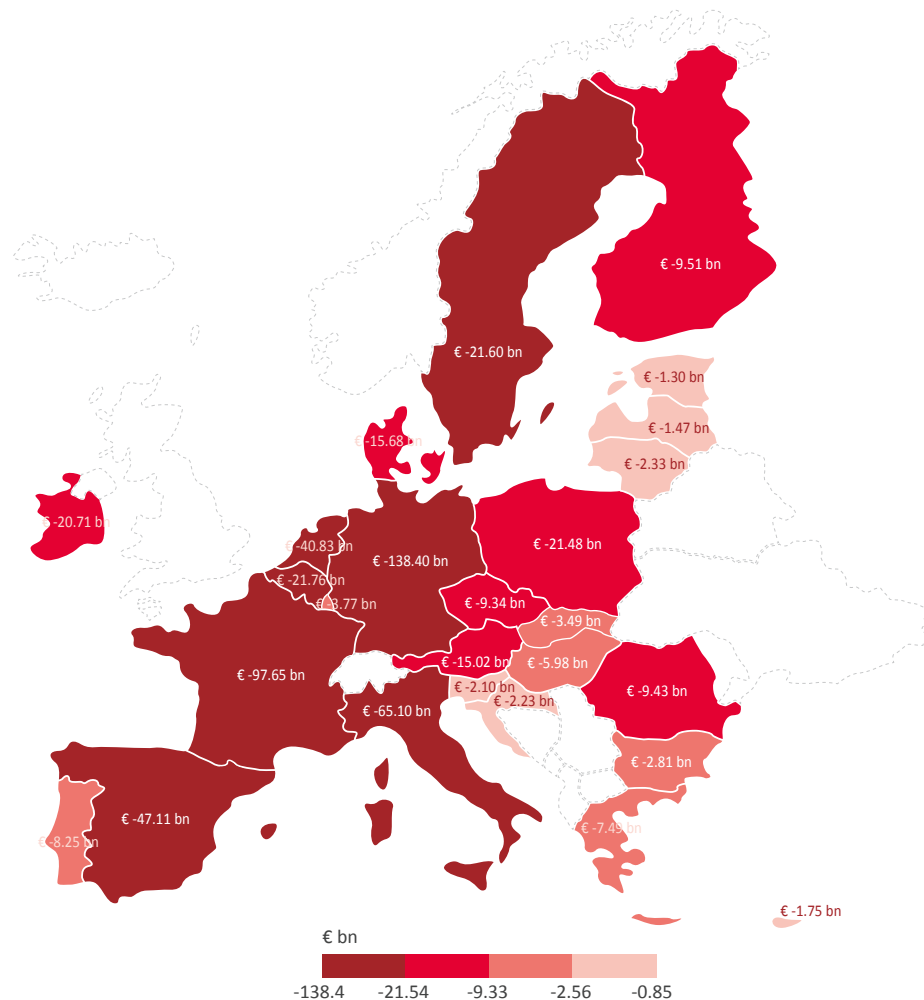 € -9.51 bn
€ -21.60 bn
€ -1.30 bn
€ -1.47 bn
€ -15.68 bn
€ -2.33 bn
€ -20.71 bn
€ -40.83 bn
€ -21.48 bn
€ -138.40 bn
€ -21.76 bn
€ -3.77 bn
€ -9.34 bn
€ -3.49 bn
€ -15.02 bn
€ -5.98 bn
€ -97.65 bn
€ -2.10 bn
€ -9.43 bn
€ -2.23 bn
€ -65.10 bn
€ -2.81 bn
€ -47.11 bn
€ -7.49 bn
€ -8.25 bn
€ -1.75 bn
€ bn
-138.4 -21.54 -9.33 -2.56 -0.85